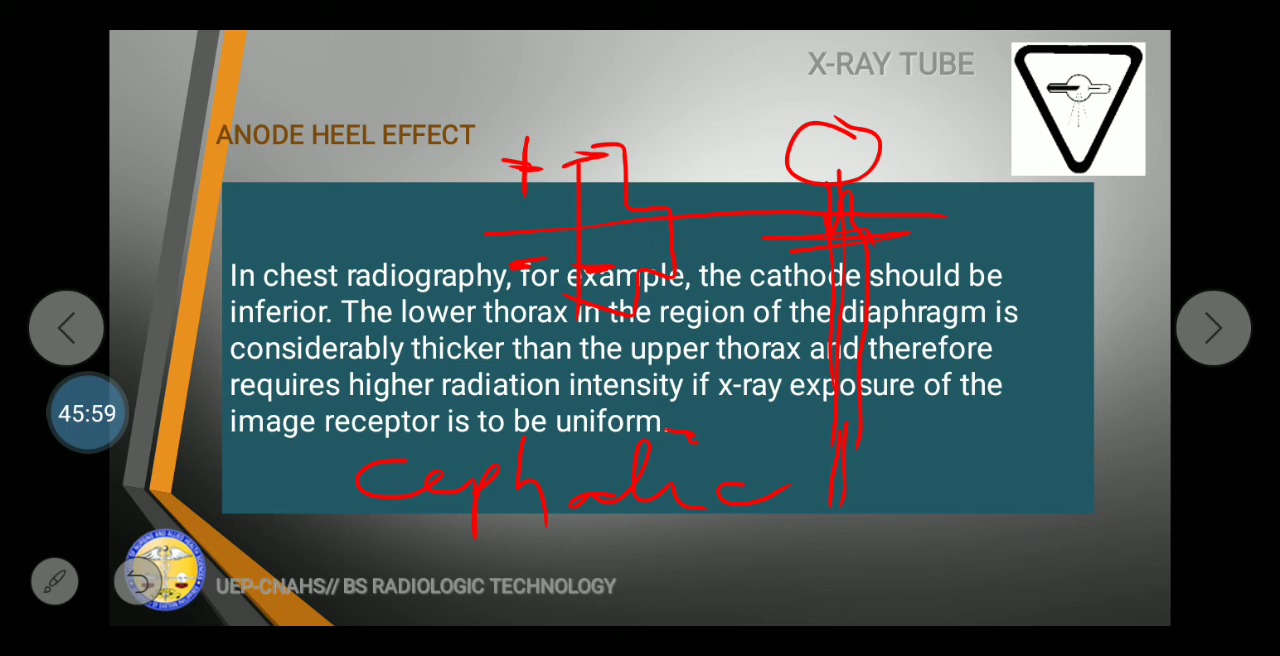 X-RAY TUBE
ANODE HEEL EFFECT
+
-
In chest radiography, for example, the cathode should be
inferior. The lower thorax in the region of the diaphragm is
considerably thicker than the upper thorax and therefore
requires higher radiation intensity if x-ray exposure of the
image receptor is to be uniform.
cephalic
45:59
UEP-CNAHS// BS RADIOLOGIC TECHNOLOGY